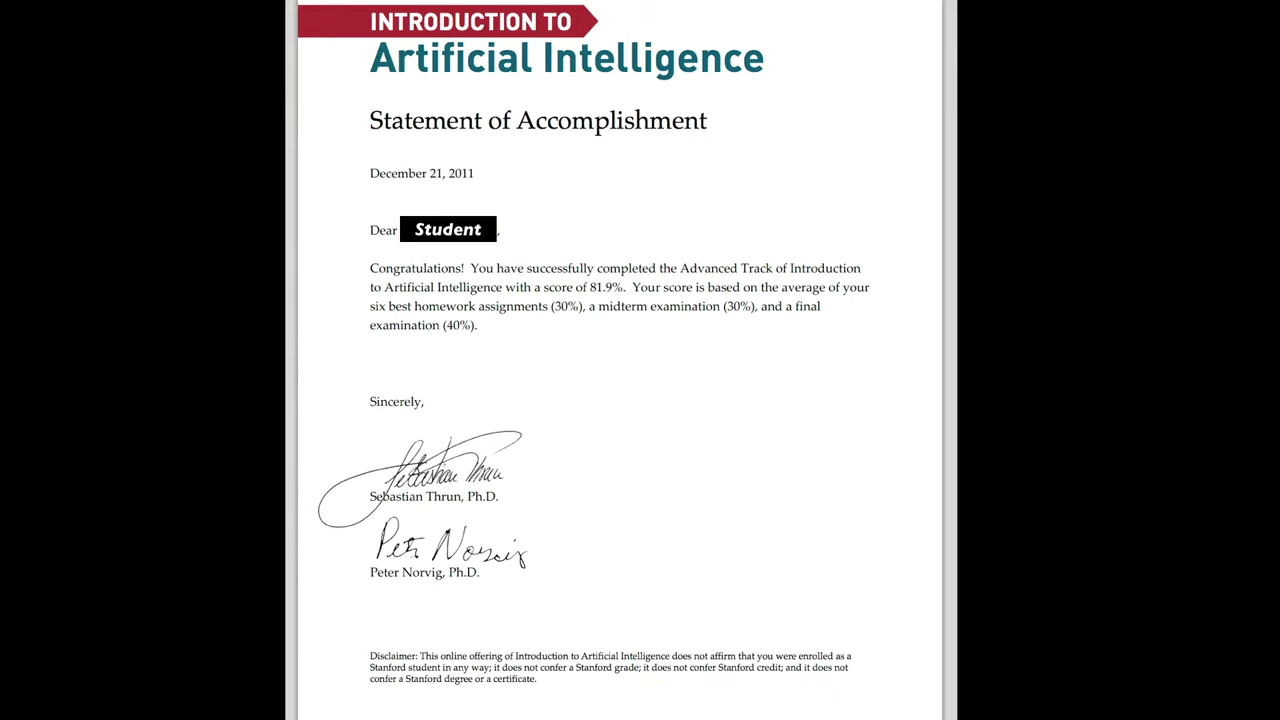 INTRODUCTION TO
Artificial Intelligence
Statement of Accomplishment
December 21, 2011
Dear Student,
Congratulations! You have successfully completed the Advanced Track of Introduction
to Artificial Intelligence with a score of 81.9%. Your score is based on the average of your
six best homework assignments (30%), a midterm examination (30%), and a final
examination (40%).
Sincerely,
Sebastian Thrun
Sebastian Thrun, Ph.D.
Peter Norvig
Peter Norvig, Ph.D.
Disclaimer: This online offering of Introduction to Artificial Intelligence does not affirm that you were enrolled as a
Stanford student in any way; it does not confer a Stanford grade; it does not confer Stanford credit; and it does not
confer a Stanford degree or a certificate.